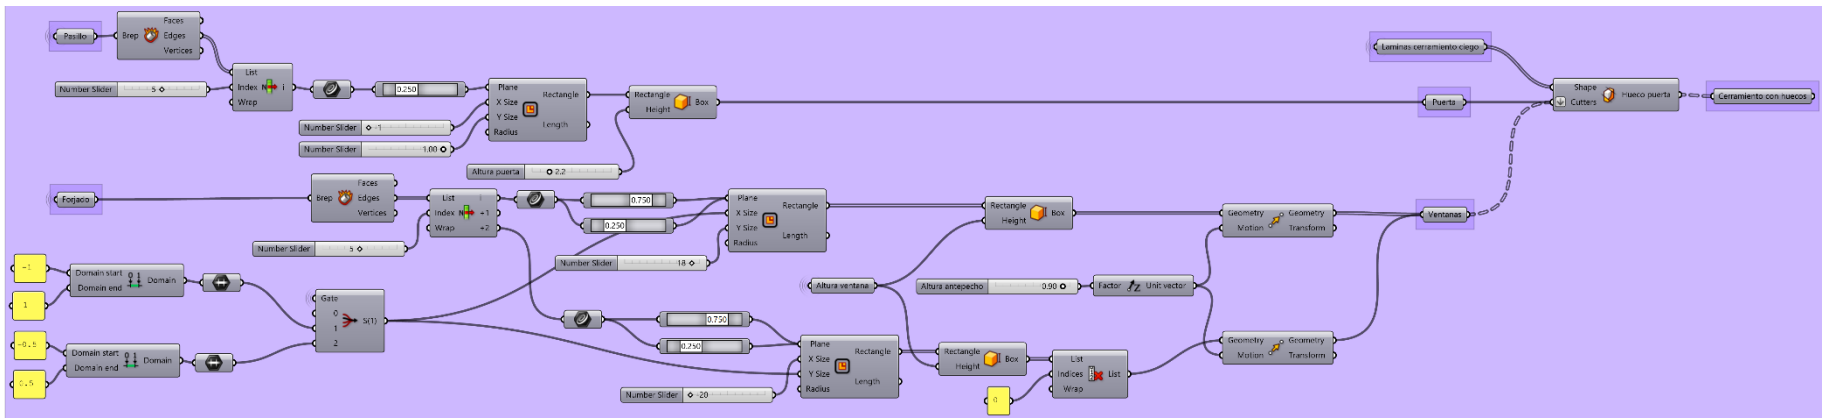 Pasillo
Brep
Faces
Edges
Vertices
Number Slider
5
List
Index
Wrap
i
0.250
Number Slider
-1
Number Slider
1.00
Plane
X Size
Y Size
Radius
Rectangle
Length
Altura puerta
2.2
Rectangle
Height
Box
Puerta
Laminas cerramiento ciego
Shape
Cutters
Hueco puerta
Cerramiento con huecos
Forjado
Brep
Faces
Edges
Vertices
Number Slider
5
List
Index
Wrap
i
+1
+2
0.750
0.250
Number Slider
18
Plane
X Size
Y Size
Radius
Rectangle
Length
Rectangle
Height
Box
Geometry
Motion
Geometry
Transform
Ventanas
-1
1
Domain start
Domain end
Domain
-0.5
0.5
Domain start
Domain end
Domain
Gate
0
1
2
S(1)
Altura ventana
Altura antepecho
0.90
Factor
Unit vector
0.750
0.250
Number Slider
-20
Plane
X Size
Y Size
Radius
Rectangle
Length
Rectangle
Height
Box
0
List
Indices
Wrap
List
Geometry
Motion
Geometry
Transform